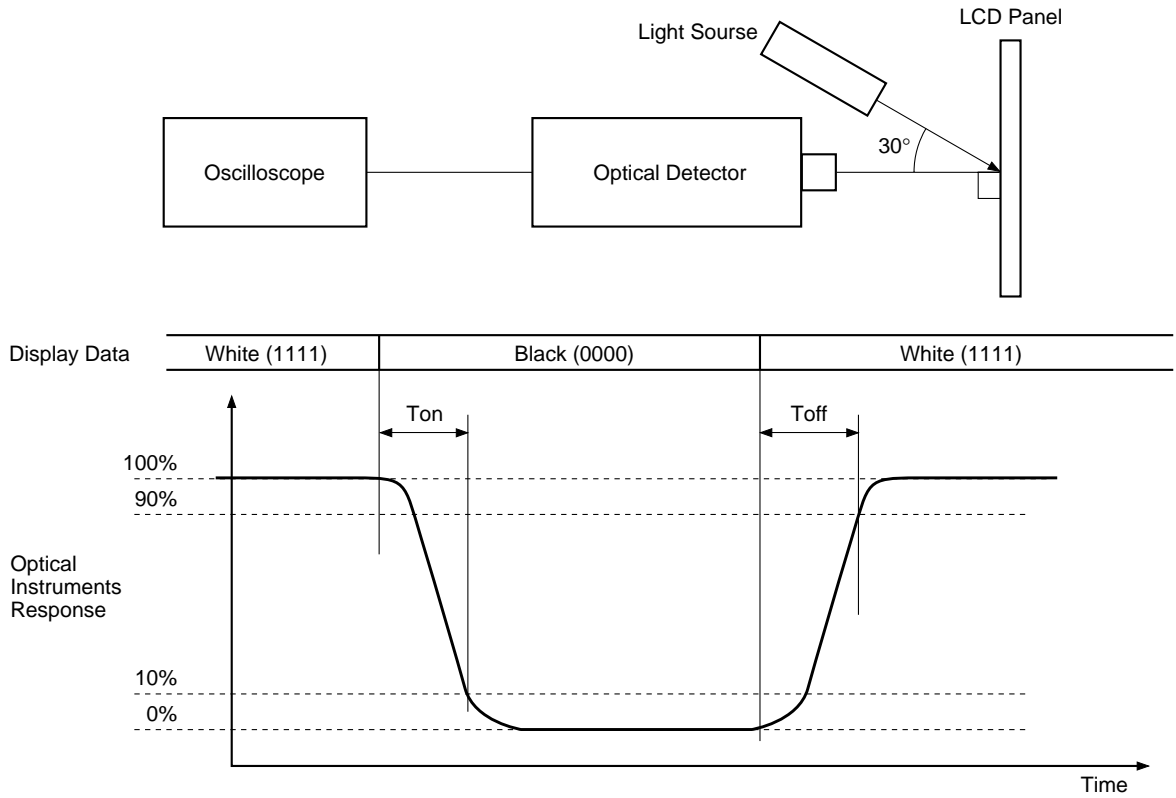 LCD Panel
Light Sourse
30°
Oscilloscope
Optical Detector
Display Data
White (1111)
Black (0000)
White (1111)
Ton
Toff
100%
90%
Optical
Instruments
Response
10%
0%
Time